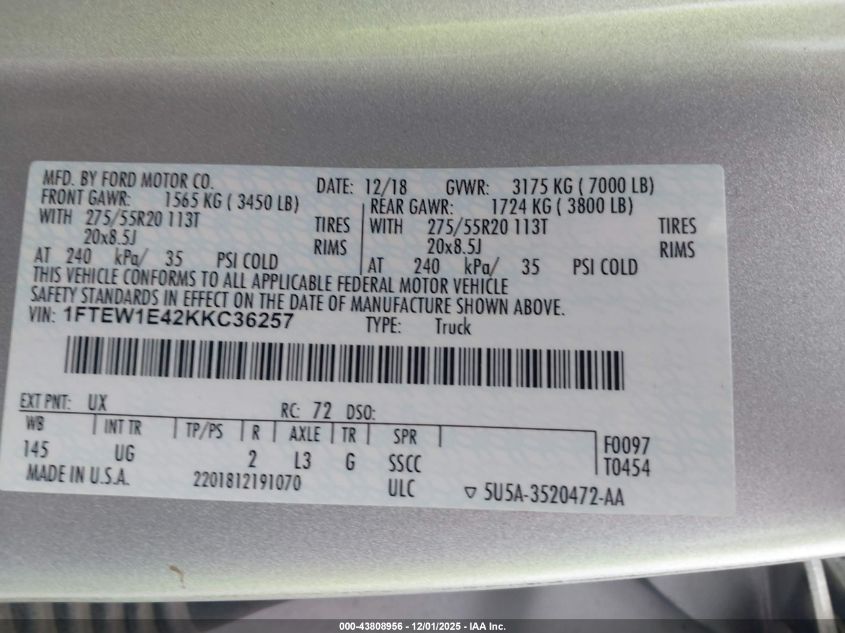 MFD. BY FORD MOTOR CO. DATE: 12/18 GVWR: 3175 KG ( 7000 LB)
FRONT GAWR: 1565 KG ( 3450 LB) REAR GAWR: 1724 KG ( 3800 LB)
WITH 275/55R20 113T TIRES WITH 275/55R20 113T TIRES
20x8.5J RIMS 20x8.5J RIMS
AT 240 kPa/ 35 PSI COLD AT 240 kPa/ 35 PSI COLD
THIS VEHICLE CONFORMS TO ALL APPLICABLE FEDERAL MOTOR VEHICLE
SAFETY STANDARDS IN EFFECT ON THE DATE OF MANUFACTURE SHOWN ABOVE.
VIN: 1FTEW1E42KKC36257 TYPE: Truck
EXT PNT: UX RC: 72 DSO:
WB INT TR TP/PS R AXLE TR SPR F0097
145 UG 2 L3 G SSCC T0454
MADE IN U.S.A. 2201812191070 ULC ▽ 5U5A-3520472-AA
000-43808956 - 12/01/2025 - IAA Inc.